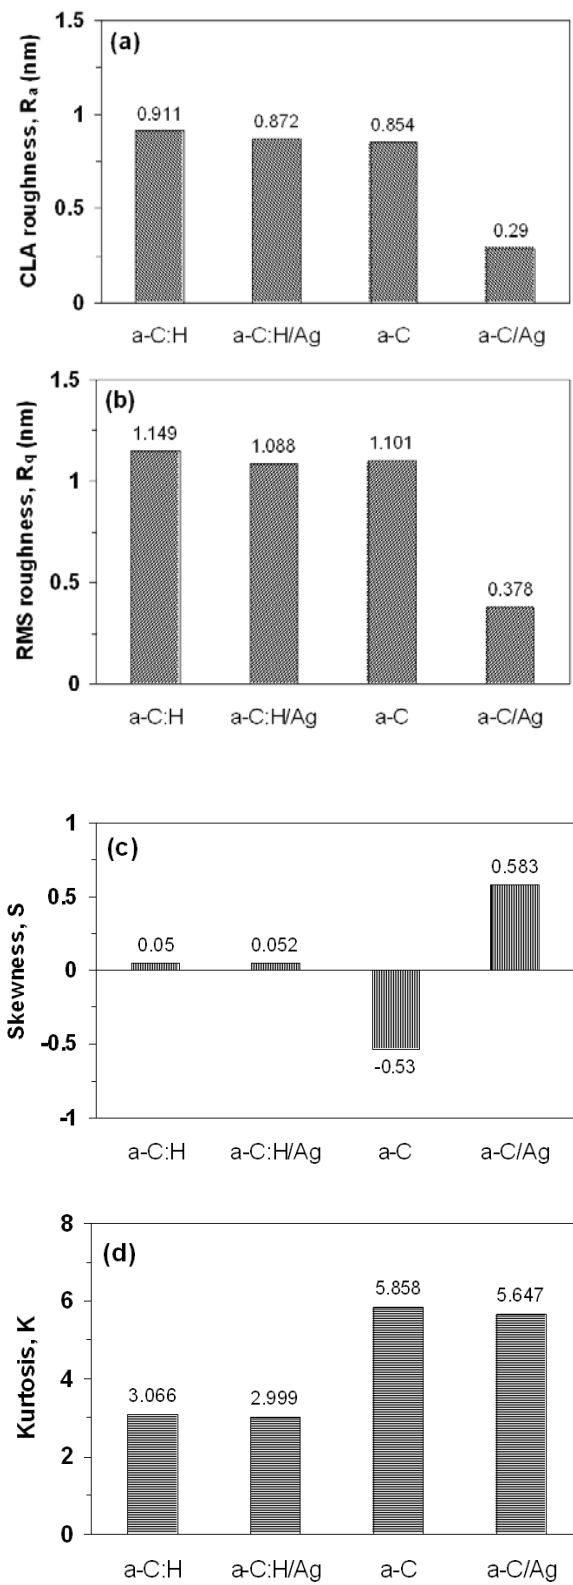 (a)
CLA roughness, Ra (nm)
1.5
1
0.5
0
0.911
0.872
0.854
0.29
a-C:H
a-C:H/Ag
a-C
a-C/Ag
(b)
RMS roughness, Rq (nm)
1.5
1
0.5
0
1.149
1.088
1.101
0.378
a-C:H
a-C:H/Ag
a-C
a-C/Ag
(c)
Skewness, S
1
0.5
0
-0.5
-1
0.05
0.052
-0.53
0.583
a-C:H
a-C:H/Ag
a-C
a-C/Ag
(d)
Kurtosis, K
8
6
4
2
0
3.066
2.999
5.858
5.647
a-C:H
a-C:H/Ag
a-C
a-C/Ag